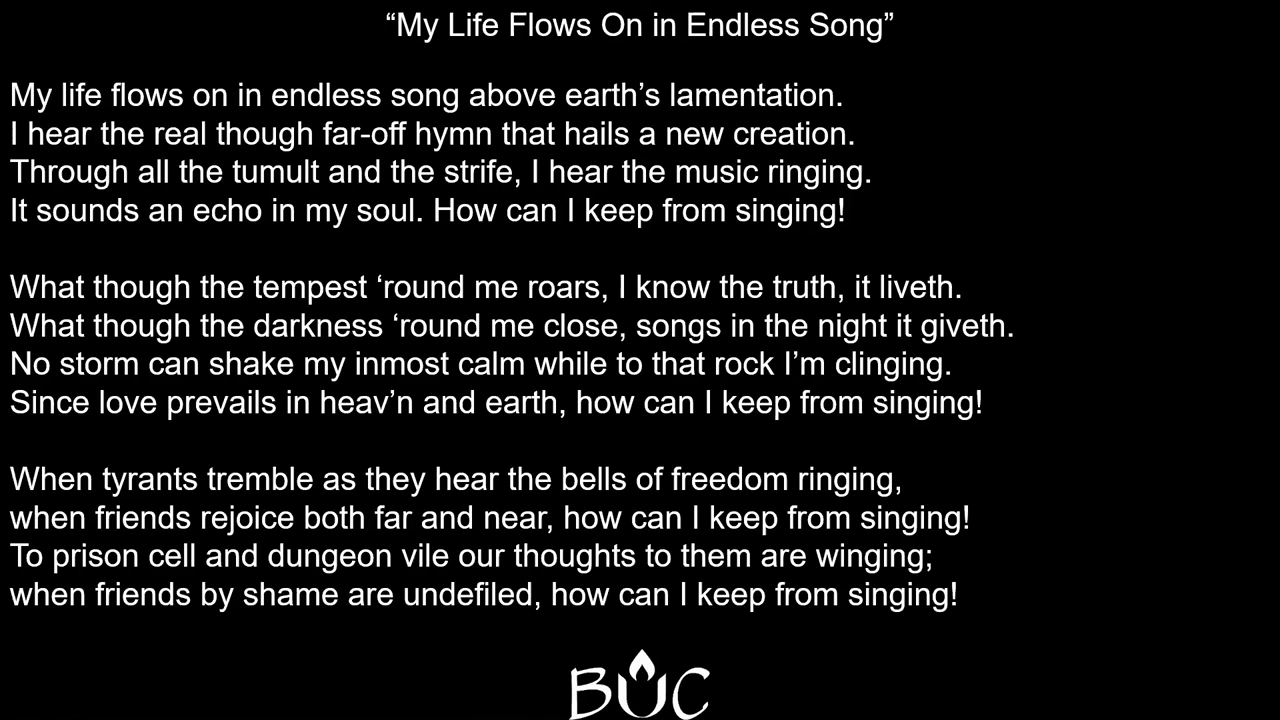 “My Life Flows On in Endless Song”
My life flows on in endless song above earth’s lamentation.
I hear the real though far-off hymn that hails a new creation.
Through all the tumult and the strife, I hear the music ringing.
It sounds an echo in my soul. How can I keep from singing!
What though the tempest ‘round me roars, I know the truth, it liveth.
What though the darkness ‘round me close, songs in the night it giveth.
No storm can shake my inmost calm while to that rock I’m clinging.
Since love prevails in heav’n and earth, how can I keep from singing!
When tyrants tremble as they hear the bells of freedom ringing,
when friends rejoice both far and near, how can I keep from singing!
To prison cell and dungeon vile our thoughts to them are winging;
when friends by shame are undefiled, how can I keep from singing!
BUC